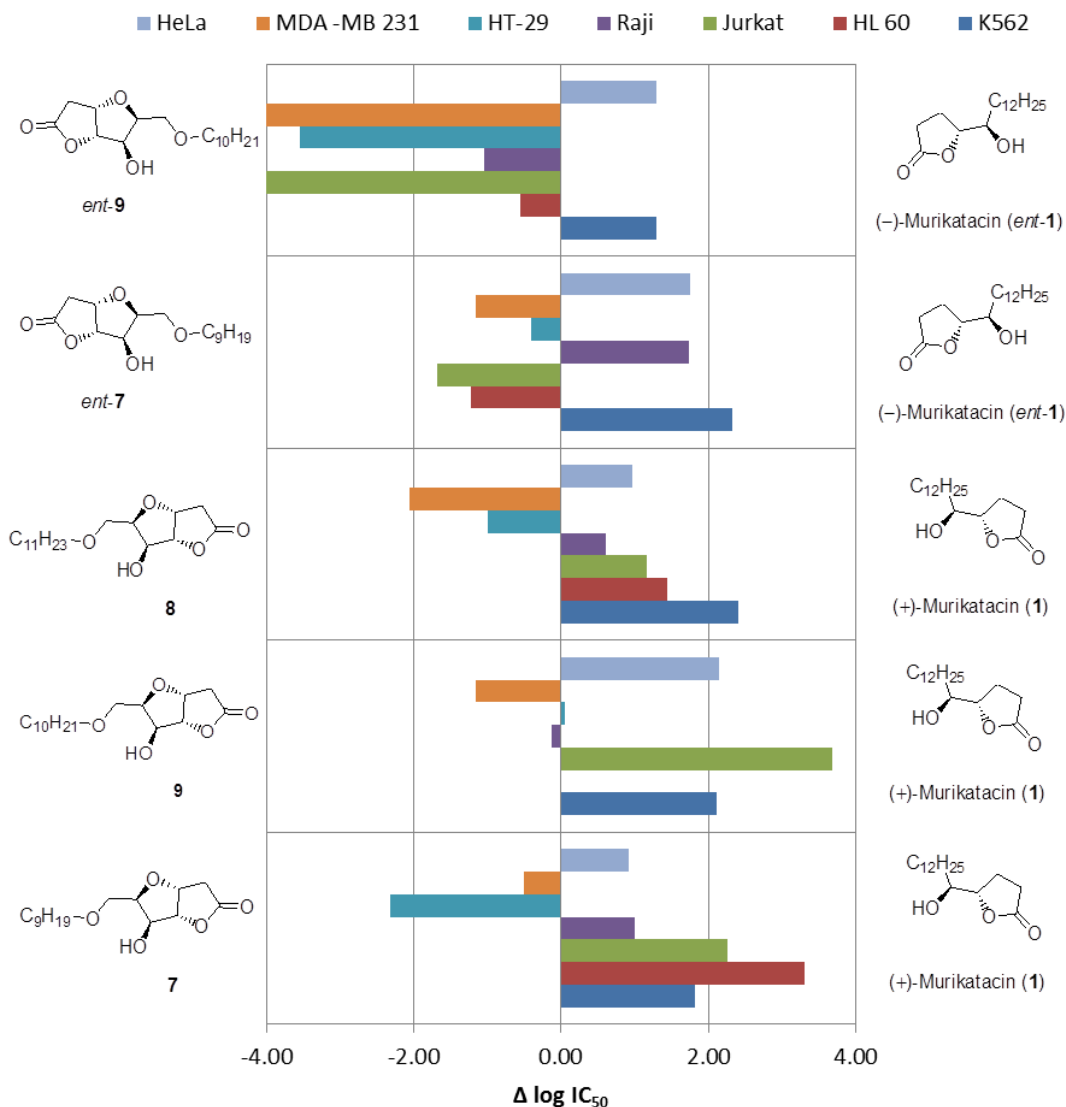 HeLa MDA -MB 231 HT-29 Raji Jurkat HL 60 K562
O
O
O
O
C10H21
OH
ent-9
C12H25
OH
O
O
(–)-Murikatacin (ent-1)
O
O
O
O
C9H19
OH
ent-7
C12H25
OH
O
O
(–)-Murikatacin (ent-1)
O
O
O
C11H23
O
HO
8
C12H25
HO
O
O
(+)-Murikatacin (1)
O
O
O
C10H21
O
HO
9
C12H25
HO
O
O
(+)-Murikatacin (1)
O
O
O
C9H19
O
HO
7
C12H25
HO
O
O
(+)-Murikatacin (1)
-4.00 -2.00 0.00 2.00 4.00
Δ log IC50